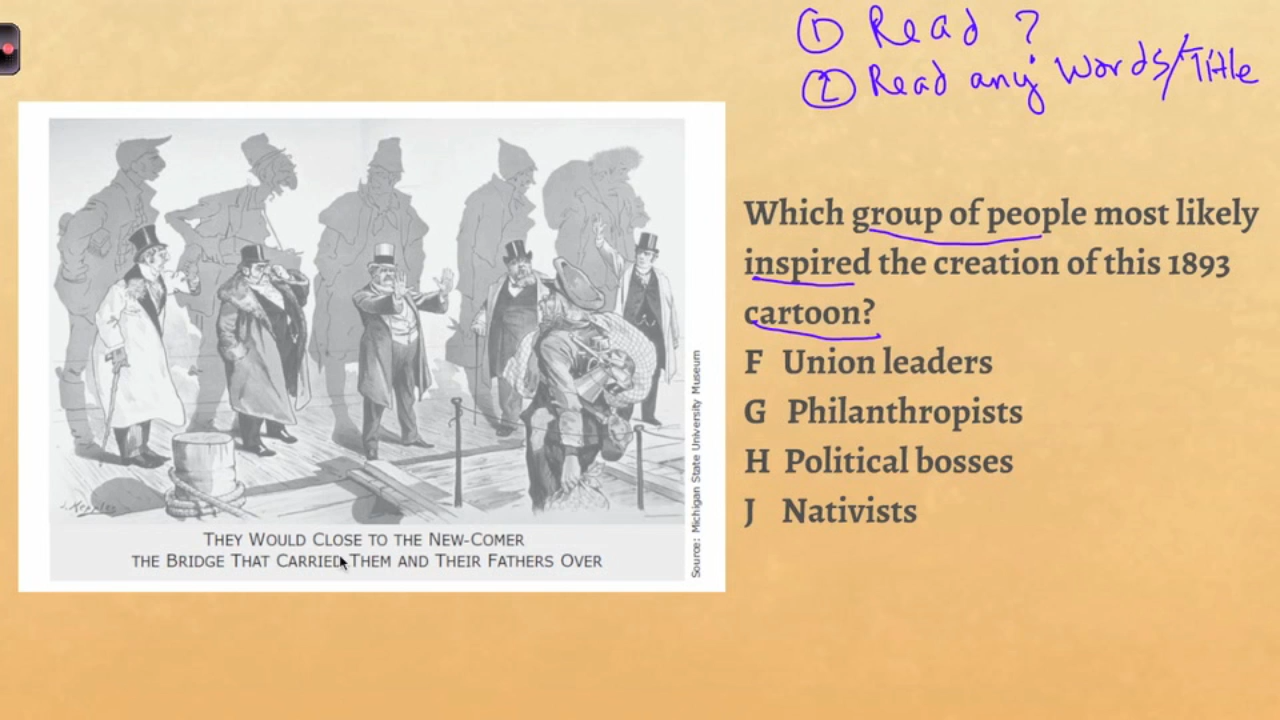 ① Read ?
② Read any words/Title
Which group of people most likely
inspired the creation of this 1893
cartoon?
F Union leaders
G Philanthropists
H Political bosses
J Nativists
J. Keppler
THEY WOULD CLOSE TO THE NEW-COMER
THE BRIDGE THAT CARRIED THEM AND THEIR FATHERS OVER
Source: Michigan State University Museum